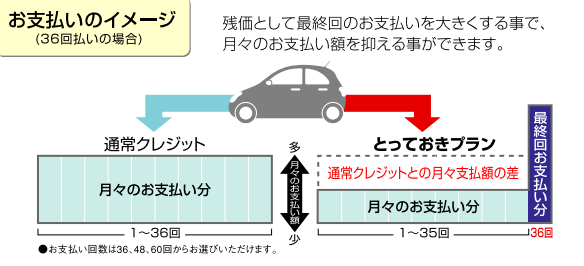 お支払いのイメージ
(36回払いの場合)
残価として最終回のお支払いを大きくする事で、
月々のお支払い額を抑える事ができます。
通常クレジット
月々のお支払い分
1～36回
●お支払い回数は36、48、60回からお選びいただけます。
多
月々のお支払い額
少
とっておきプラン
通常クレジットとの月々支払額の差
月々のお支払い分
1～35回
最終回お支払い分
36回